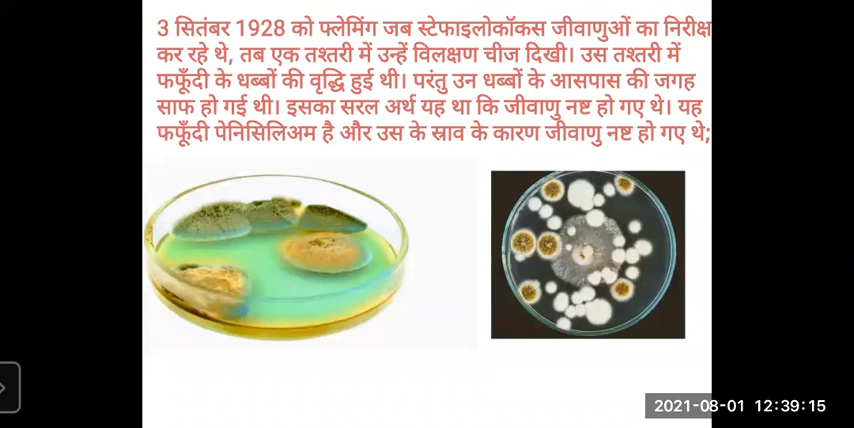 3 सितंबर 1928 को फ्लेमिंग जब स्टेफाइलोकॉकस जीवाणुओं का निरीक्ष
कर रहे थे, तब एक तश्तरी में उन्हें विलक्षण चीज दिखी। उस तश्तरी में
फफूँदी के धब्बों की वृद्धि हुई थी। परंतु उन धब्बों के आसपास की जगह
साफ हो गई थी। इसका सरल अर्थ यह था कि जीवाणु नष्ट हो गए थे। यह
फफूँदी पेनिसिलिअम है और उस के स्राव के कारण जीवाणु नष्ट हो गए थे;
2021-08-01 12:39:15